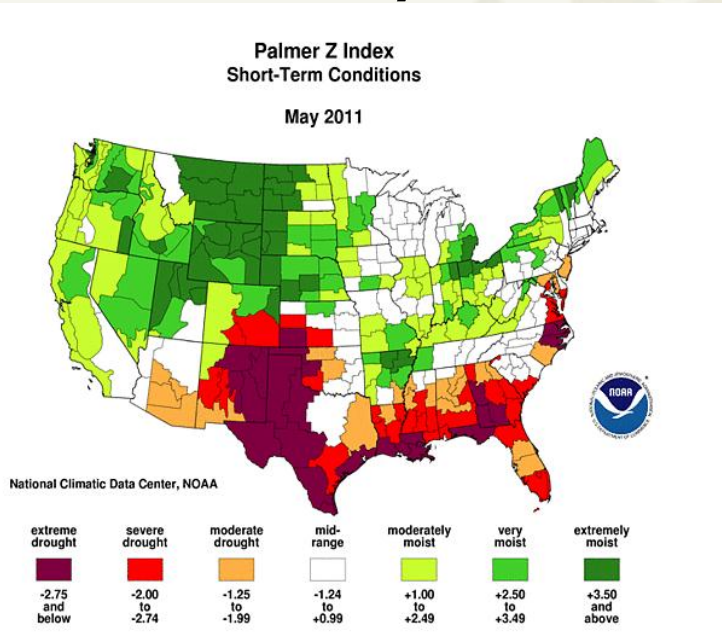 Palmer Z Index
Short-Term Conditions
May 2011
NOAA
National Climatic Data Center, NOAA
extreme drought
severe drought
moderate drought
mid-range
moderately moist
very moist
extremely moist
-2.75 and below
-2.00 to -2.74
-1.25 to -1.99
-1.24 to +0.99
+1.00 to +2.49
+2.50 to +3.49
+3.50 and above